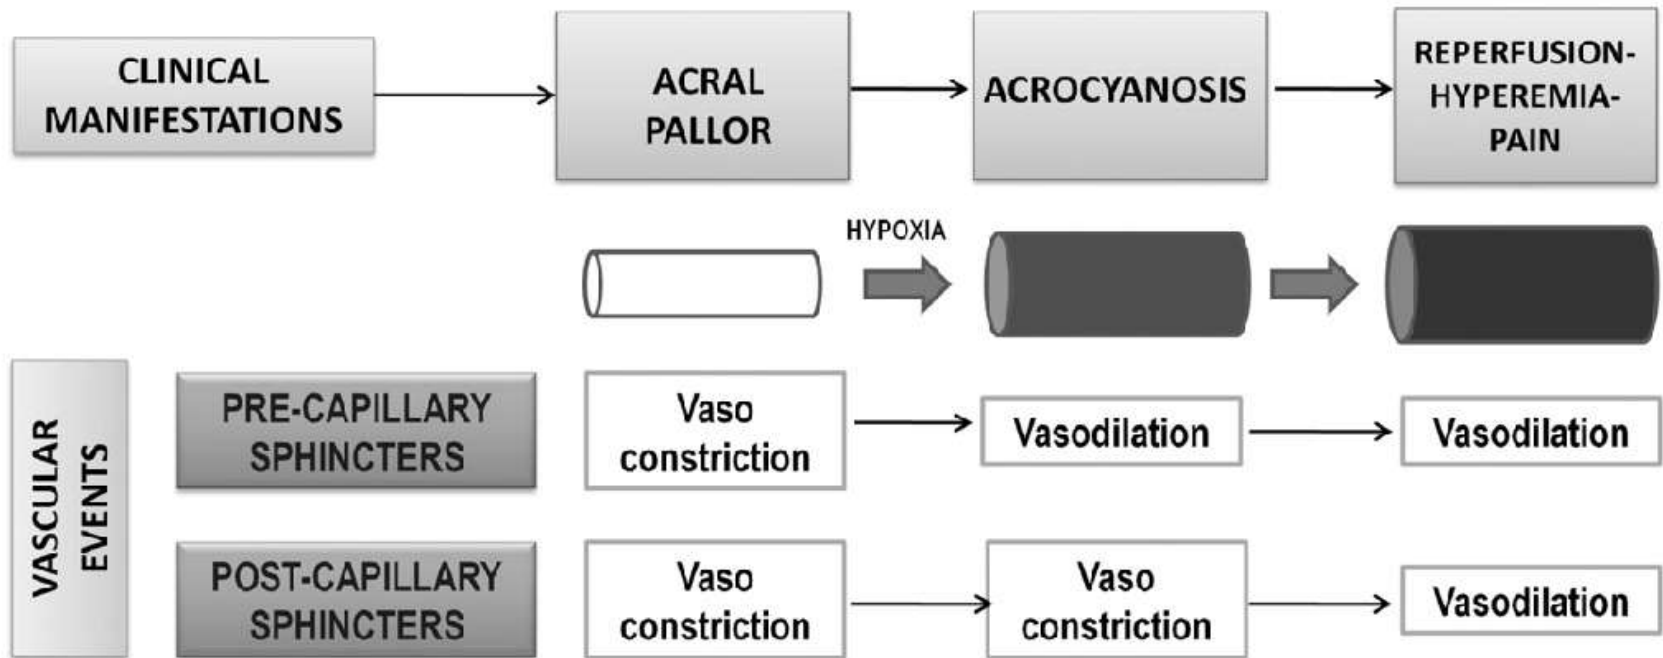 CLINICAL
MANIFESTATIONS
ACRAL
PALLOR
ACROCYANOSIS
REPERFUSION-
HYPEREMIA-
PAIN
HYPOXIA
VASCULAR
EVENTS
PRE-CAPILLARY
SPHINCTERS
Vaso
constriction
Vasodilation
Vasodilation
POST-CAPILLARY
SPHINCTERS
Vaso
constriction
Vaso
constriction
Vasodilation